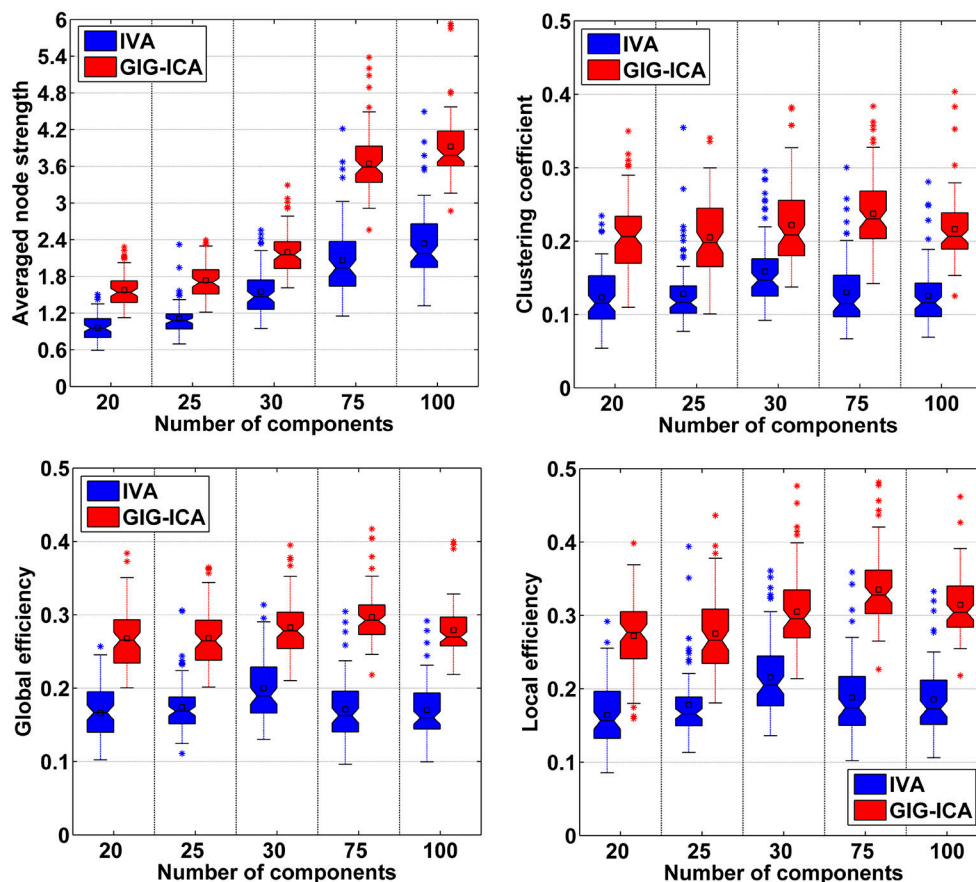 Averaged node strength
6
5.4
4.8
4.2
3.6
3
2.4
1.8
1.2
0.6
0
IVA
GIG-ICA
20 25 30 75 100
Number of components
Clustering coefficient
0.5
0.4
0.3
0.2
0.1
0
IVA
GIG-ICA
20 25 30 75 100
Number of components
Global efficiency
0.5
0.4
0.3
0.2
0.1
0
IVA
GIG-ICA
20 25 30 75 100
Number of components
Local efficiency
0.5
0.4
0.3
0.2
0.1
0
IVA
GIG-ICA
20 25 30 75 100
Number of components